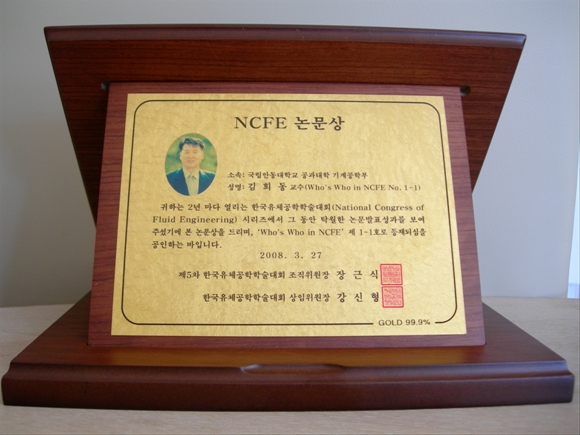 NCFE 논문상
소속: 국립안동대학교 공과대학 기계공학부
성명: 김 희 동 교수(Who's Who in NCFE No. 1-1)
귀하는 2년 마다 열리는 한국유체공학학술대회(National Congress of
Fluid Engineering) 시리즈에서 그 동안 탁월한 논문발표성과를 보여
주셨기에 본 논문상을 드리며, 'Who's Who in NCFE' 제 1-1호로 등재되심을
공인하는 바입니다.
2008. 3. 27
제5차 한국유체공학학술대회 조직위원장 장 근 식
한국유체공학학술대회 상임위원장 강 신 형
GOLD 99.9%